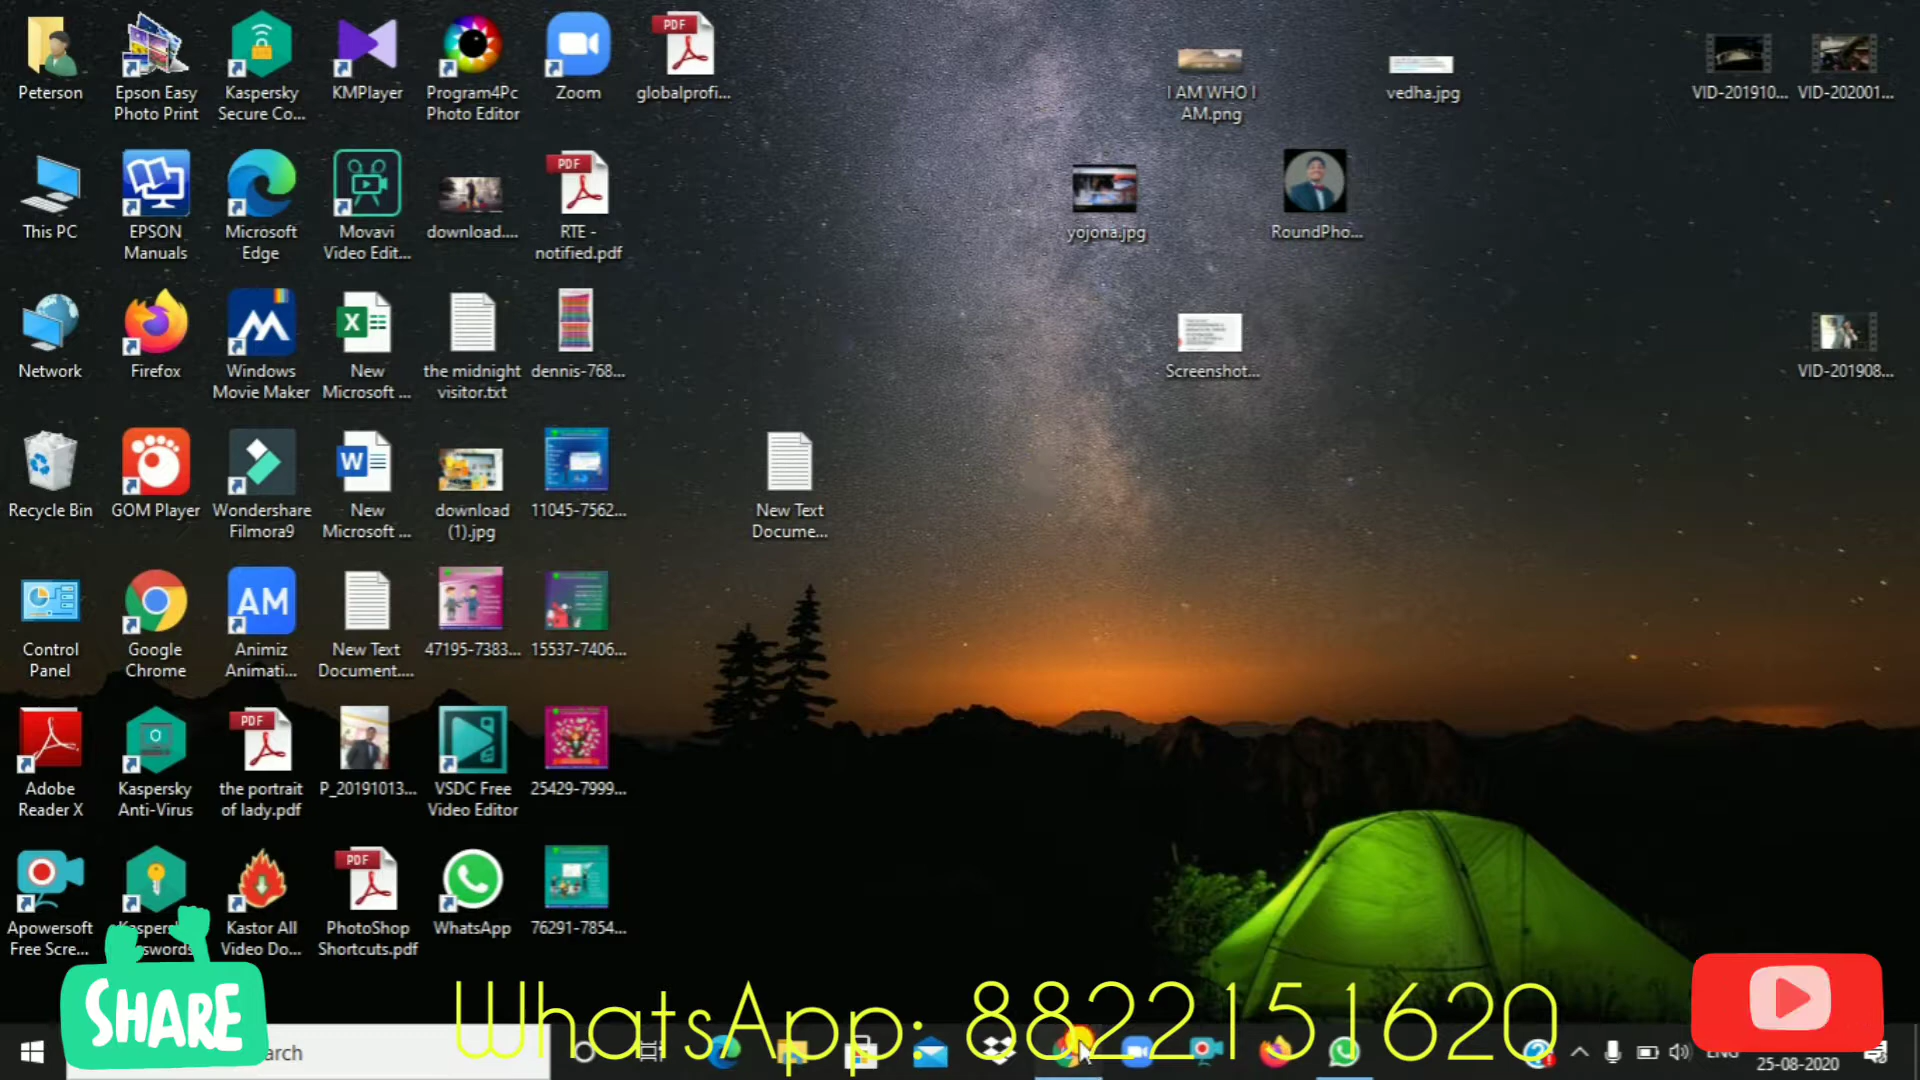 PDF
Peterson
Epson Easy
Photo Print
Kaspersky
Secure Co...
KMPlayer
Program4Pc
Photo Editor
Zoom
globalprofi...
I AM WHO I
AM.png
vedha.jpg
VID-201910...
VID-202001...
PDF
This PC
EPSON
Manuals
Microsoft
Edge
Movavi
Video Edit...
download....
RTE -
notified.pdf
yojona.jpg
RoundPho...
X
Network
Firefox
Windows
Movie Maker
New
Microsoft ...
the midnight
visitor.txt
dennis-768...
Screenshot...
VID-201908...
W
Recycle Bin
GOM Player
Wondershare
Filmora9
New
Microsoft ...
download
(1).jpg
11045-7562...
New Text
Docume...
AM
Control
Panel
Google
Chrome
Animiz
Animati...
New Text
Document....
47195-7383...
15537-7406...
PDF
Adobe
Reader X
Kaspersky
Anti-Virus
the portrait
of lady.pdf
P_20191013...
VSDC Free
Video Editor
25429-7999...
PDF
Apowersoft
Free Scre...
Kastor All
Video Do...
PhotoShop
Shortcuts.pdf
WhatsApp
76291-7854...
SHARE
WhatsApp: 8822151620
ENG
25-08-2020